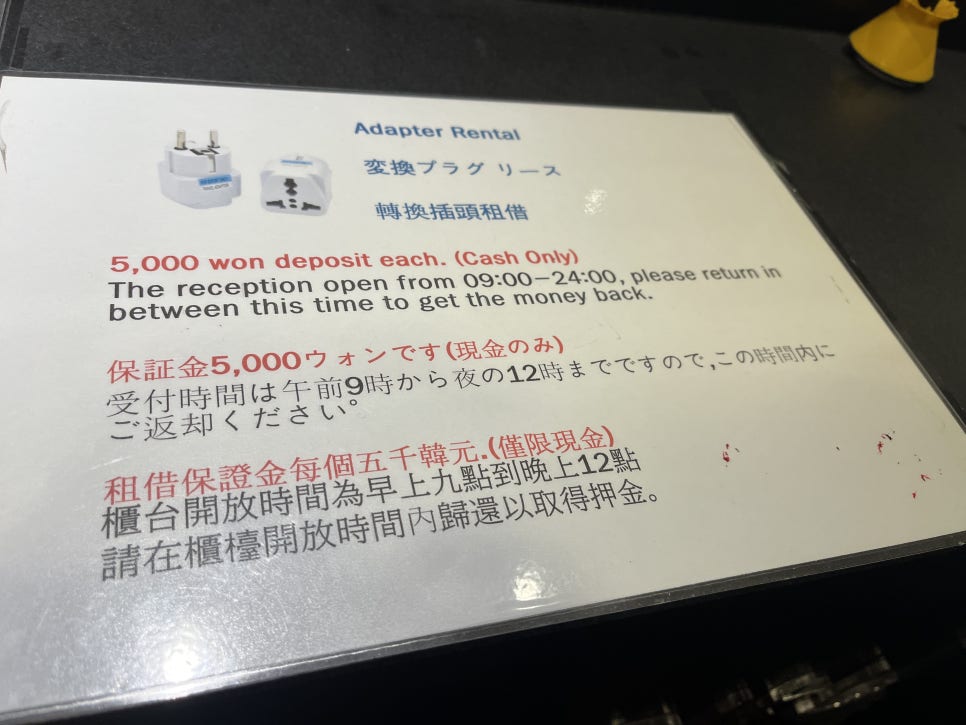 Adapter Rental
変換プラグ リース
轉換插頭租借
5,000 won deposit each. (Cash Only)
The reception open from 09:00−24:00, please return in
between this time to get the money back.
保証金5,000ウォンです(現金のみ)
受付時間は午前9時から夜の12時までですので,この時間内に
ご返却ください。
租借保證金每個五千韓元.(僅限現金)
櫃台開放時間為早上九點到晚上12點
請在櫃檯開放時間內歸還以取得押金。